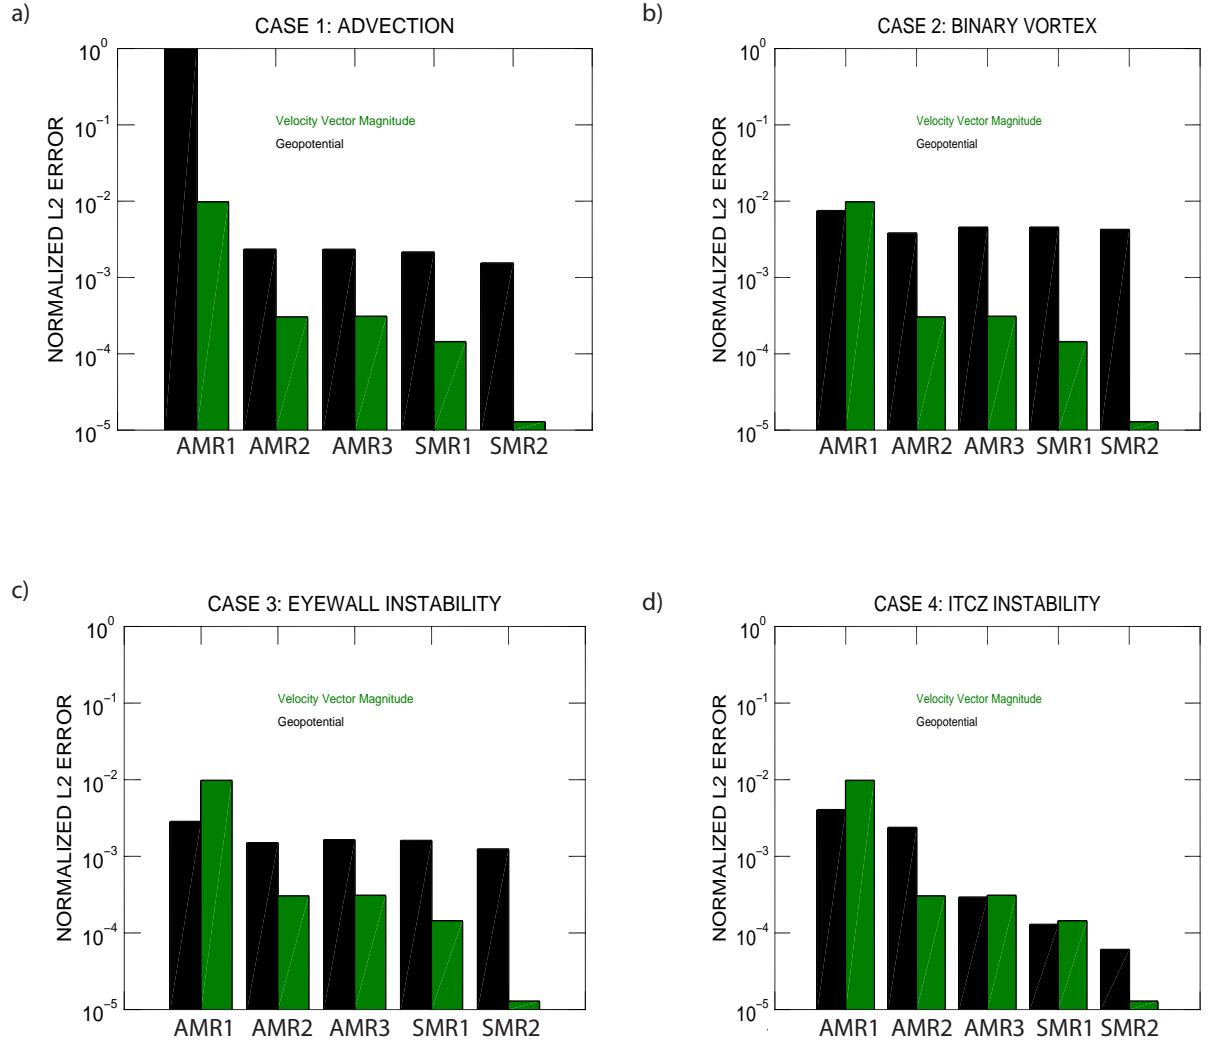 a)
CASE 1: ADVECTION
NORMALIZED L2 ERROR
10^0
10^-1
10^-2
10^-3
10^-4
10^-5
Velocity Vector Magnitude
Geopotential
AMR1 AMR2 AMR3 SMR1 SMR2
b)
CASE 2: BINARY VORTEX
NORMALIZED L2 ERROR
10^0
10^-1
10^-2
10^-3
10^-4
10^-5
Velocity Vector Magnitude
Geopotential
AMR1 AMR2 AMR3 SMR1 SMR2
c)
CASE 3: EYEWALL INSTABILITY
NORMALIZED L2 ERROR
10^0
10^-1
10^-2
10^-3
10^-4
10^-5
Velocity Vector Magnitude
Geopotential
AMR1 AMR2 AMR3 SMR1 SMR2
d)
CASE 4: ITCZ INSTABILITY
NORMALIZED L2 ERROR
10^0
10^-1
10^-2
10^-3
10^-4
10^-5
Velocity Vector Magnitude
Geopotential
AMR1 AMR2 AMR3 SMR1 SMR2